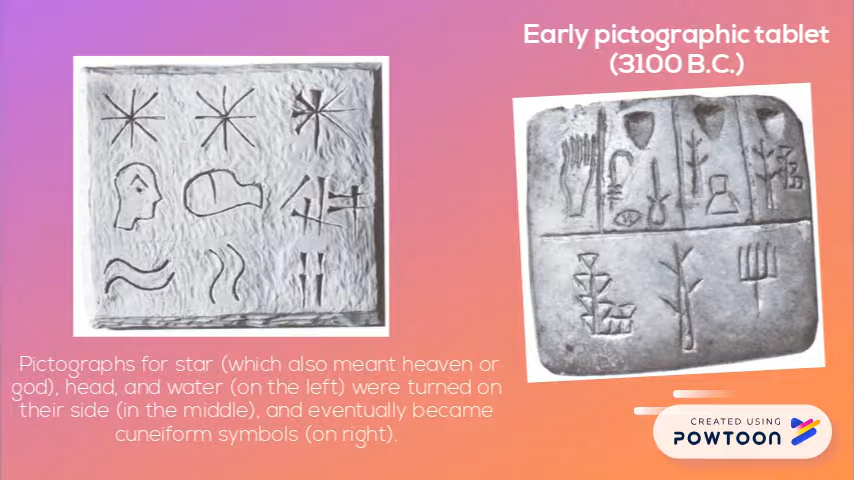 Early pictographic tablet
(3100 B.C.)
Pictographs for star (which also meant heaven or
god), head, and water (on the left) were turned on
their side (in the middle), and eventually became
cuneiform symbols (on right).
CREATED USING
POWTOON